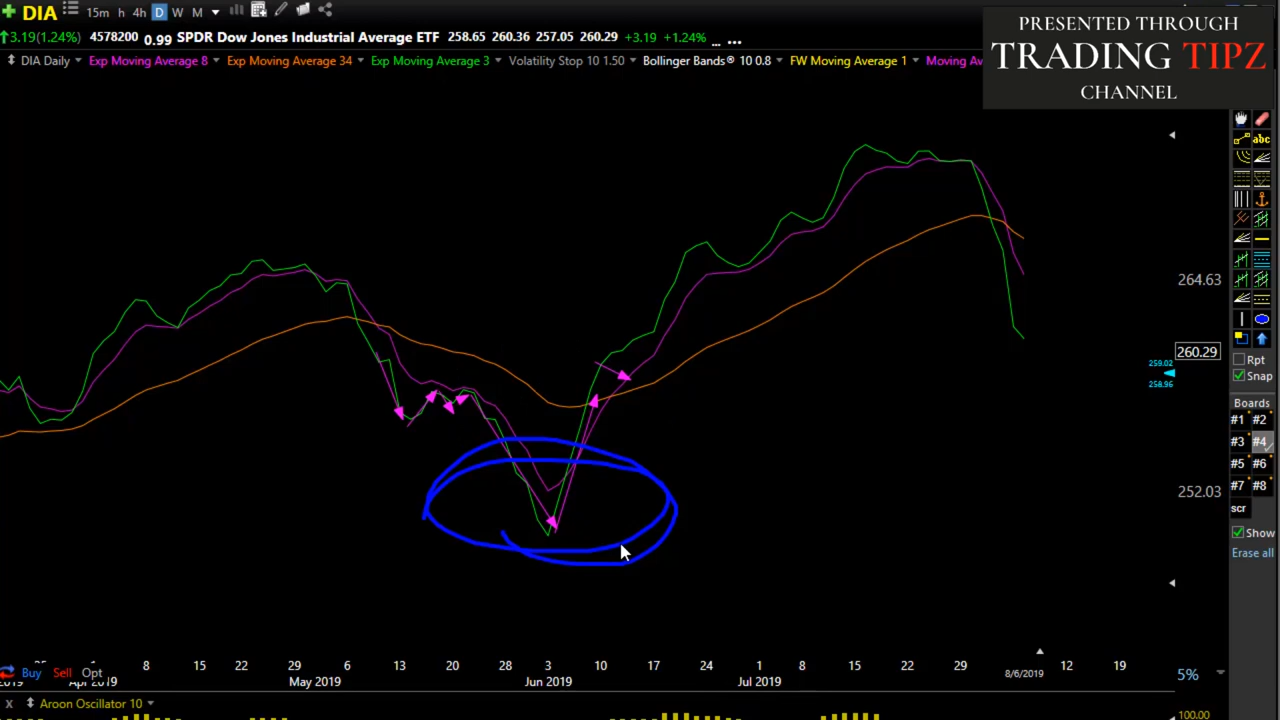 DIA 15m h 4h D W M
3.19(1.24%) 4578200 0.99 SPDR Dow Jones Industrial Average ETF 258.65 260.36 257.05 260.29 +3.19 +1.24% ... ...
DIA Daily Exp Moving Average 8 Exp Moving Average 34 Exp Moving Average 3 Volatility Stop 10 1.50 Bollinger Bands® 10 0.8 FW Moving Average 1 Moving Av
PRESENTED THROUGH
TRADING TIPZ
CHANNEL
abc
264.63
260.29
259.02
258.96
252.03
Rpt
Snap
Boards
#1 #2
#3 #4
#5 #6
#7 #8
scr
Show
Erase all
8 15 22 29 6 13 20 28 3 10 17 24 1 8 15 22 29 12 19
Buy Sell Opt
2019 Apr 2019 May 2019 Jun 2019 Jul 2019 8/6/2019
5%
X Aroon Oscillator 10
100.00